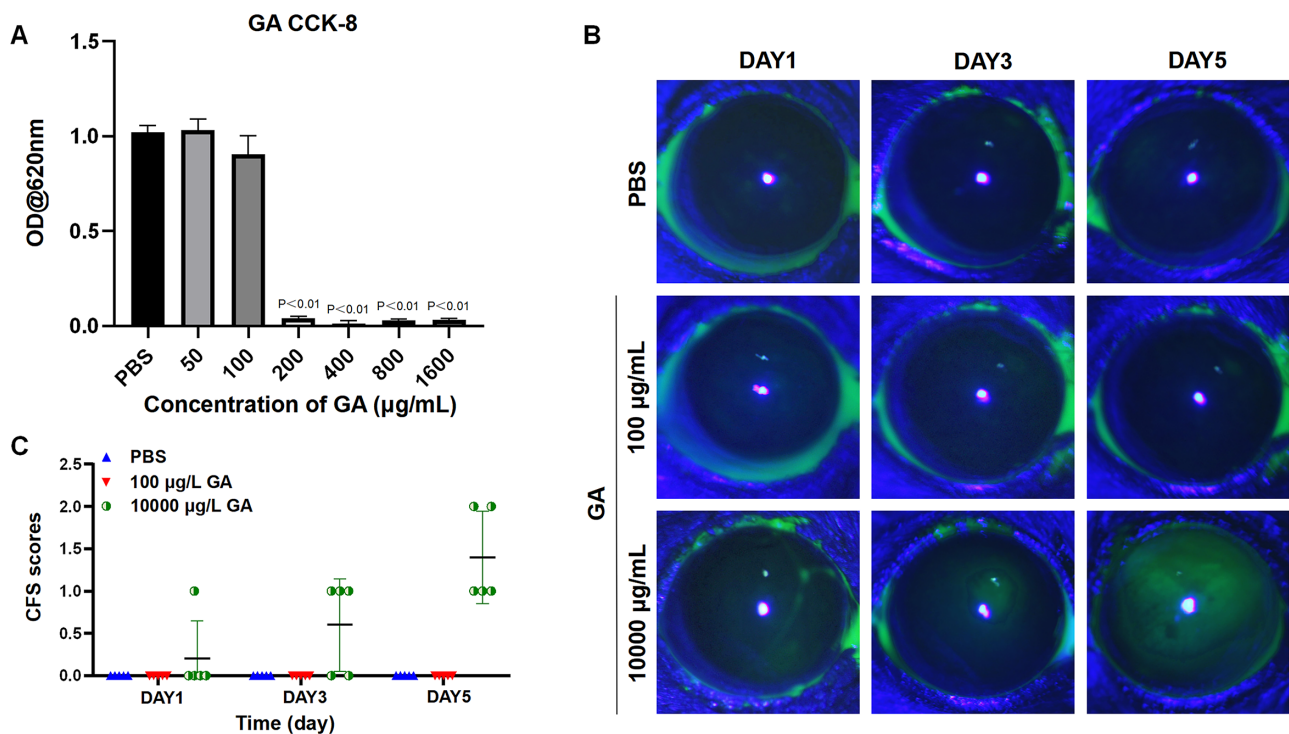 A
GA CCK-8
OD@620nm
1.5
1.0
0.5
0.0
P<0.01 P<0.01 P<0.01 P<0.01
PBS 50 100 200 400 800 1600
Concentration of GA (μg/mL)
B
DAY1 DAY3 DAY5
PBS
GA
100 μg/mL
10000 μg/mL
C
PBS
100 μg/L GA
10000 μg/L GA
CFS scores
2.5
2.0
1.5
1.0
0.5
0.0
DAY1 DAY3 DAY5
Time (day)